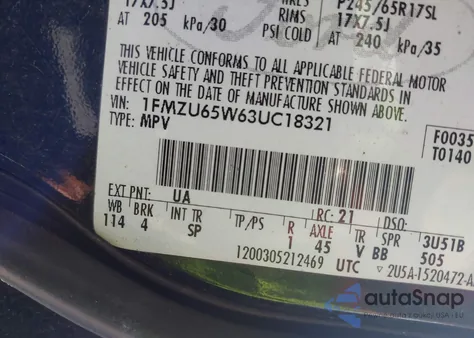 17X7.5J TIRES P245/65R17SL
RIMS 17X7.5J
AT 205 kPa/30 PSI COLD AT 240 kPa/35
Ford
THIS VEHICLE CONFORMS TO ALL APPLICABLE FEDERAL MOTOR
VEHICLE SAFETY AND THEFT PREVENTION STANDARDS IN
EFFECT ON THE DATE OF MANUFACTURE SHOWN ABOVE.
VIN: 1FMZU65W63UC18321
TYPE: MPV
F0035
T0140
EXT PNT: UA RC: 21 DSO:
WB BRK INT TR TP/PS R AXLE TR SPR 3U51B
114 4 SP 1 45 V BB 505
1200305212469 UTC 2U5A-1520472-A
autoSnap